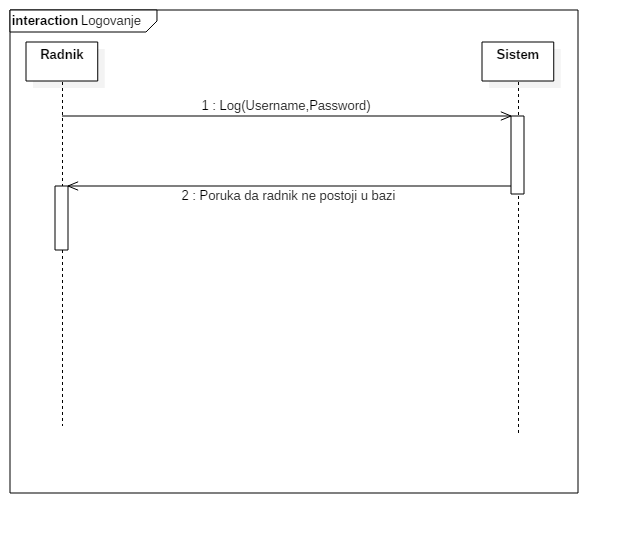 interaction Logovanje
Radnik
Sistem
1 : Log(Username,Password)
2 : Poruka da radnik ne postoji u bazi